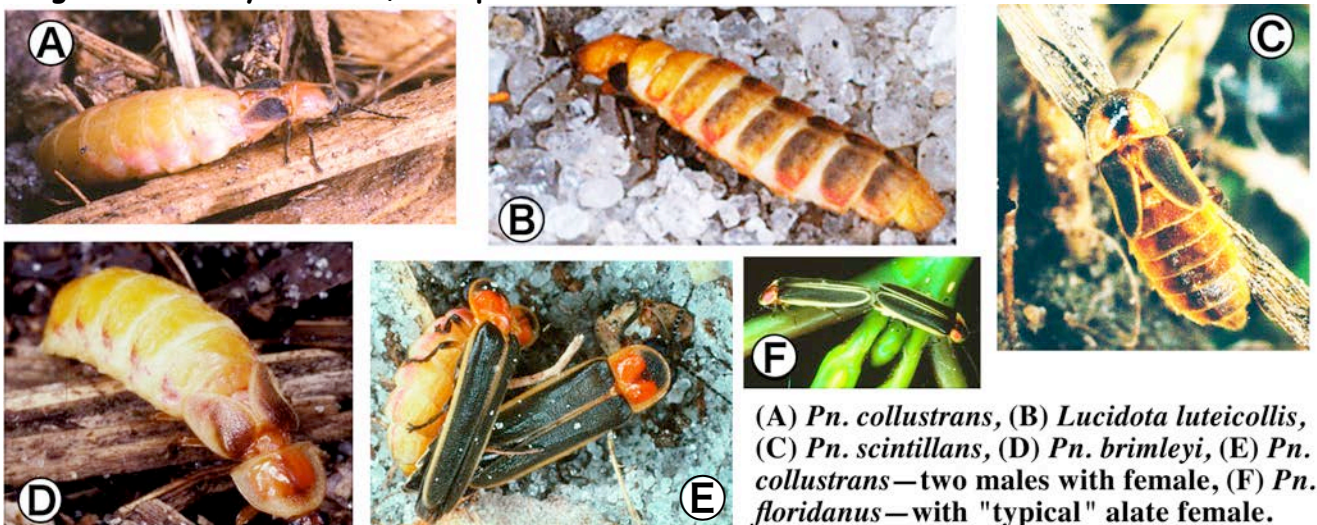 A
B
C
D
E
F
(A) Pn. collustrans, (B) Lucidota luteicollis,
(C) Pn. scintillans, (D) Pn. brimleyi, (E) Pn.
collustrans—two males with female, (F) Pn.
floridanus—with "typical" alate female.